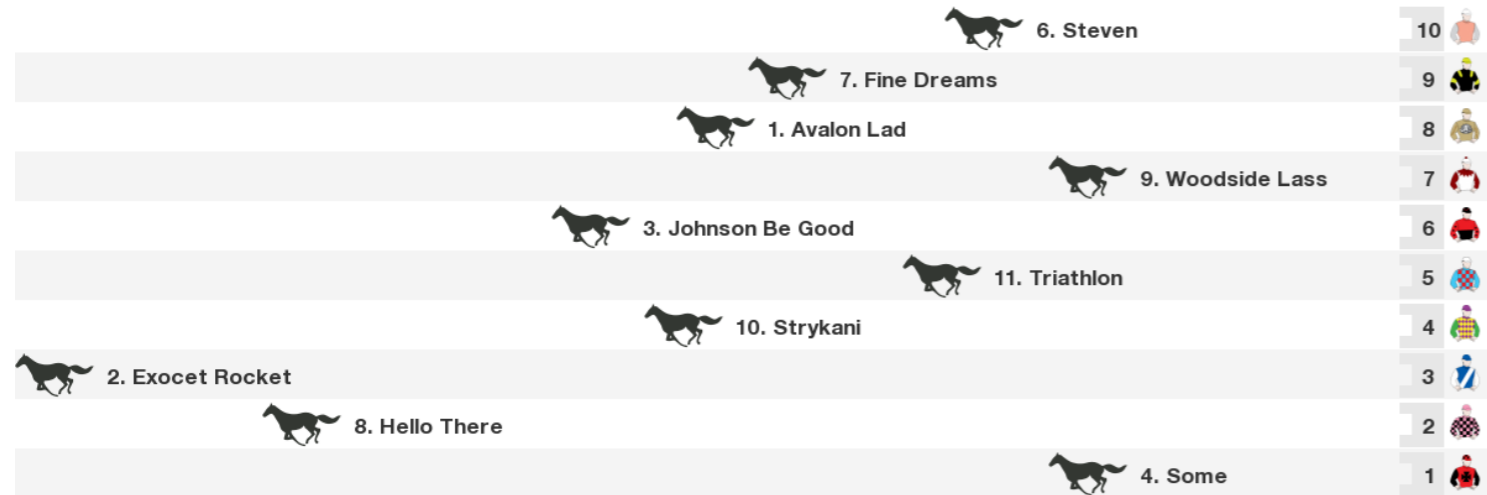 6. Steven 10
7. Fine Dreams 9
1. Avalon Lad 8
9. Woodside Lass 7
3. Johnson Be Good 6
11. Triathlon 5
10. Strykani 4
2. Exocet Rocket 3
8. Hello There 2
4. Some 1